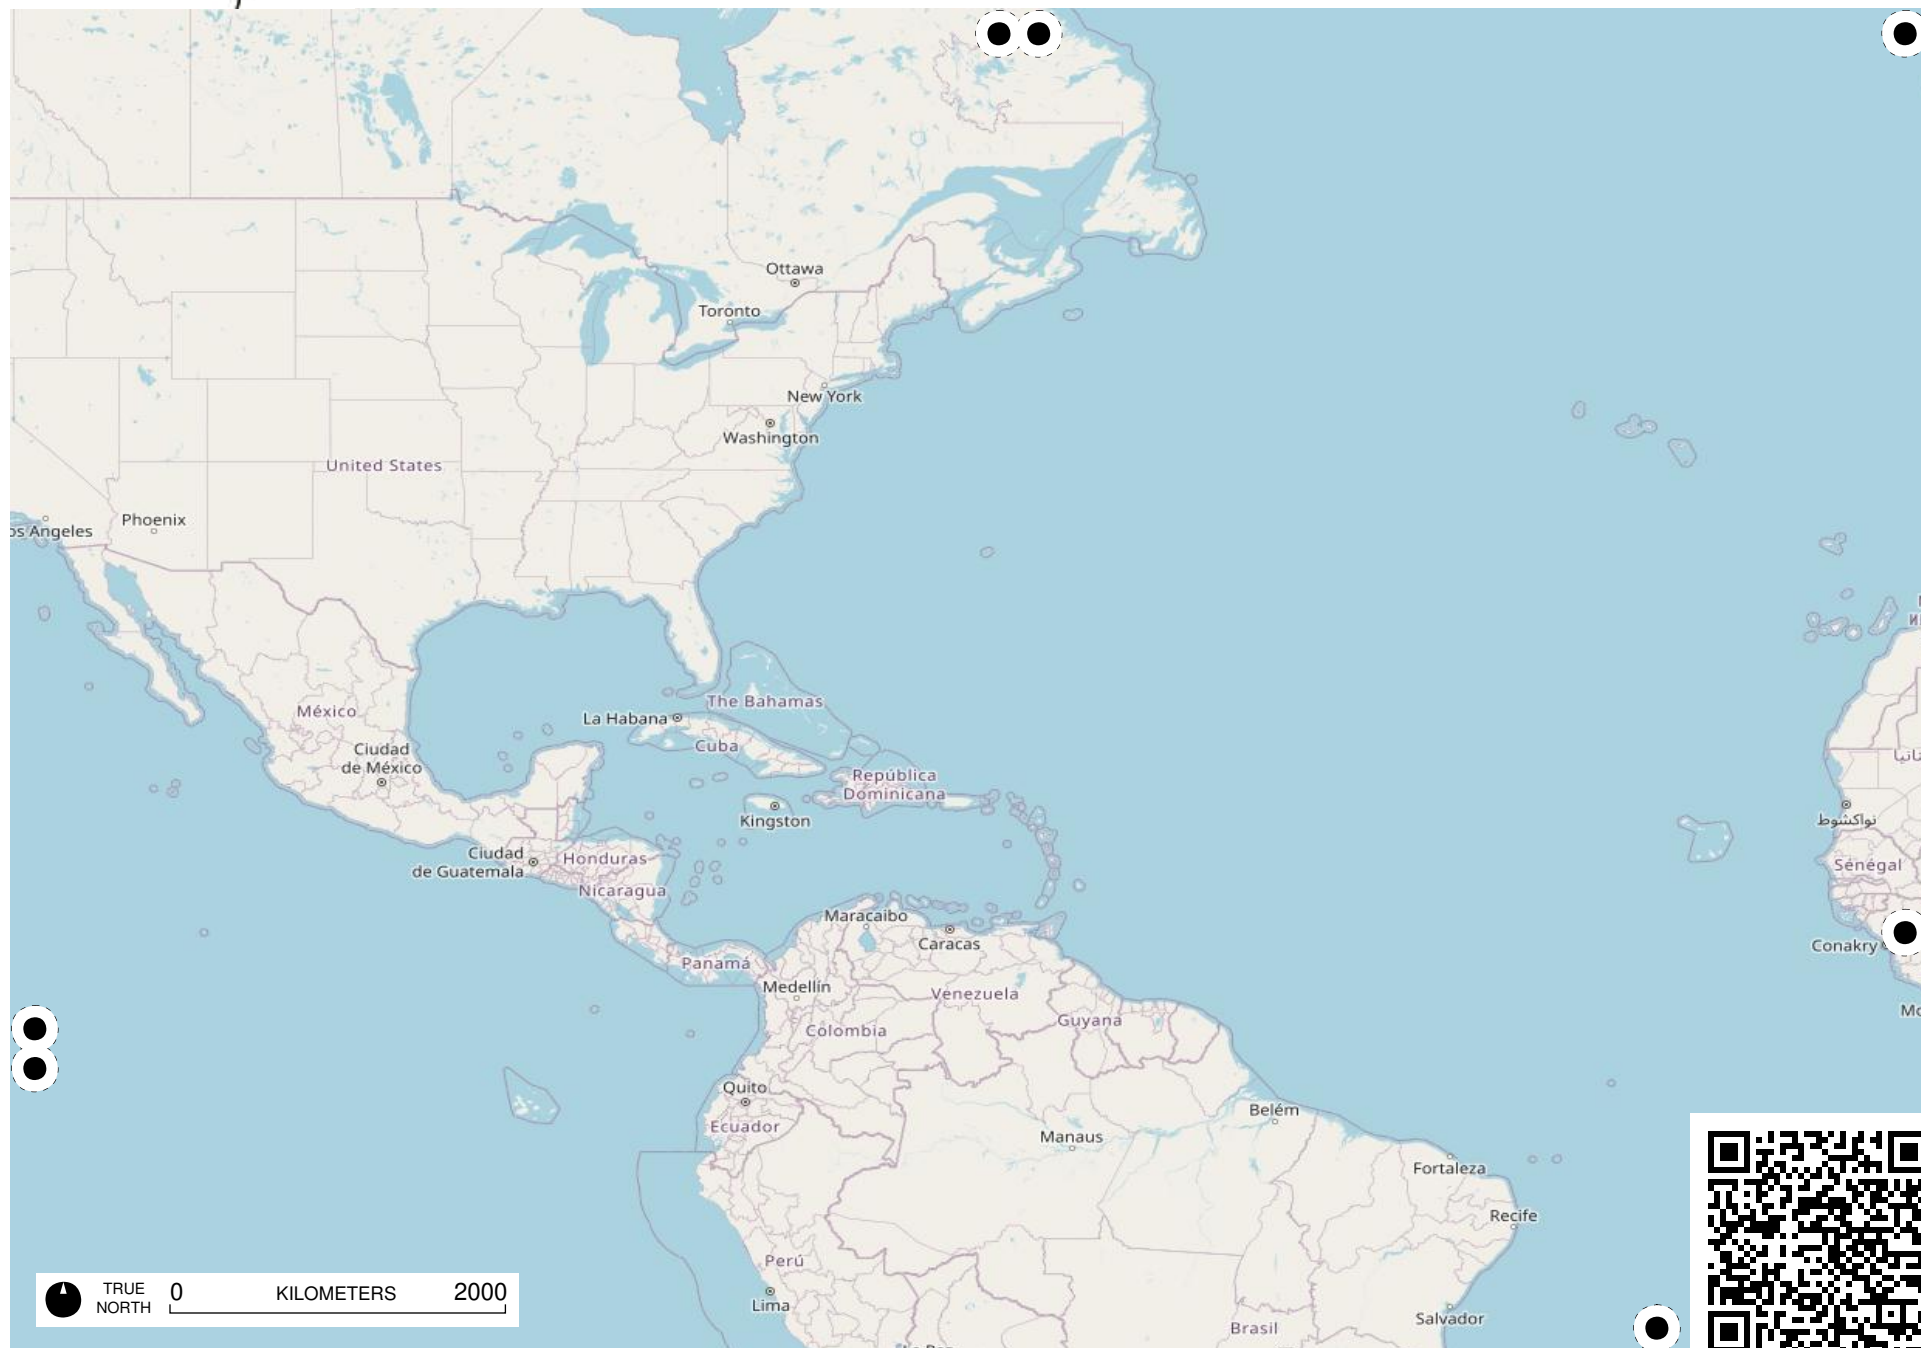 Ottawa
Toronto
New York
Washington
United States
Phoenix
os Angeles
The Bahamas
México
La Habana
Cuba
Ciudad
de México
República
Dominicana
Kingston
نواكشوط
Ciudad
de Guatemala
Honduras
Sénégal
Nicaragua
Maracaibo
Caracas
Conakry
Panamá
Medellín
Venezuela
Colombia
Guyana
Quito
Belém
Ecuador
Manaus
Fortaleza
Recife
Perú
TRUE
NORTH
0 KILOMETERS 2000
Lima
Salvador
Brasil